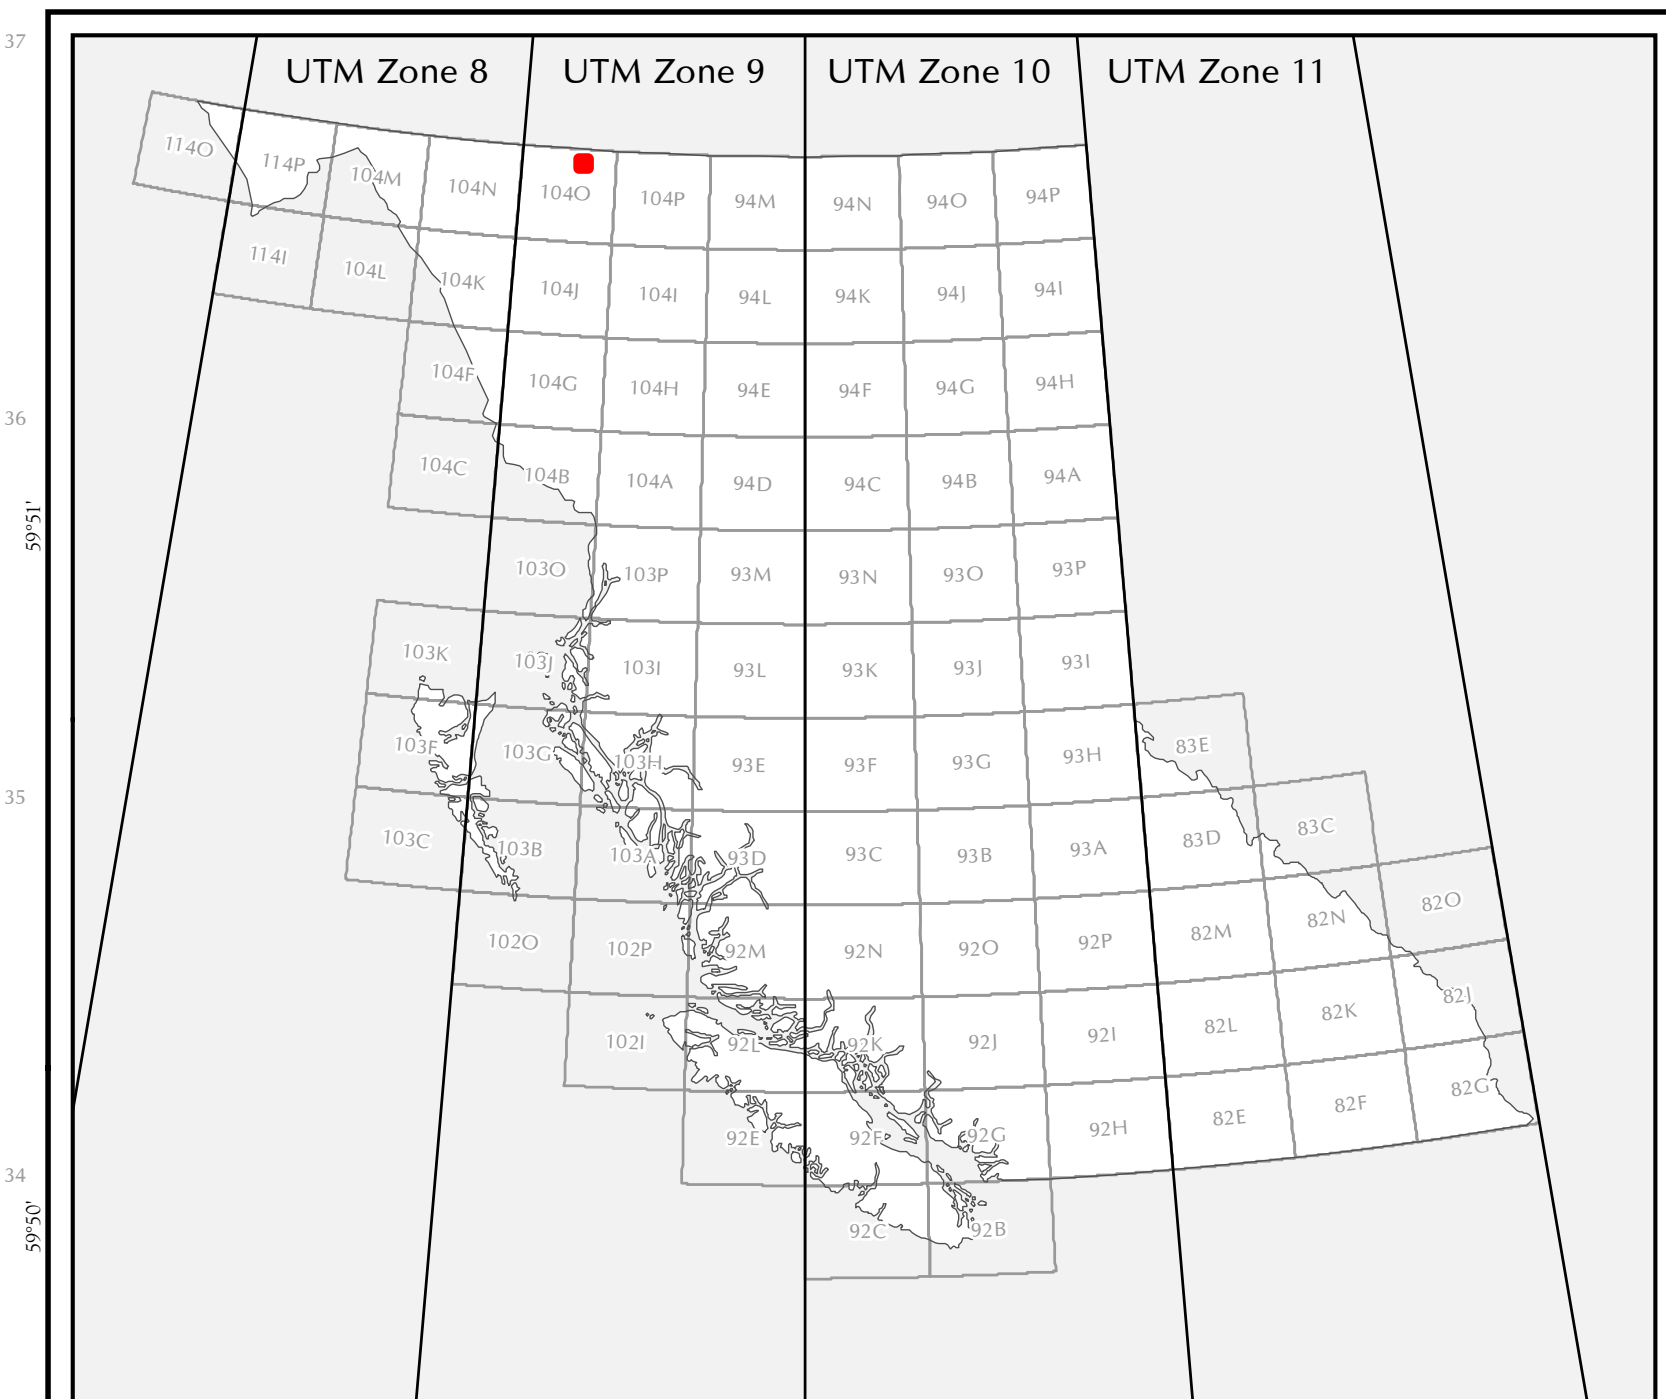 37
UTM Zone 8 UTM Zone 9 UTM Zone 10 UTM Zone 11
114O 114P 104M 104N 104O 104P 94M 94N 94O 94P
114I 104L 104K 104J 104I 94L 94K 94J 94I
104F 104G 104H 94E 94F 94G 94H
36
104C 104B 104A 94D 94C 94B 94A
59°51'
103O 103P 93M 93N 93O 93P
103K 103J 103I 93L 93K 93J 93I
103F 103G 103H 93E 93F 93G 93H 83E
35
103C 103B 103A 93D 93C 93B 93A 83D 83C
102O 102P 92M 92N 92O 92P 82M 82N 82O
102I 92L 92K 92J 92I 82L 82K 82J
92E 92F 92G 92H 82E 82F 82G
34
59°50'
92C 92B